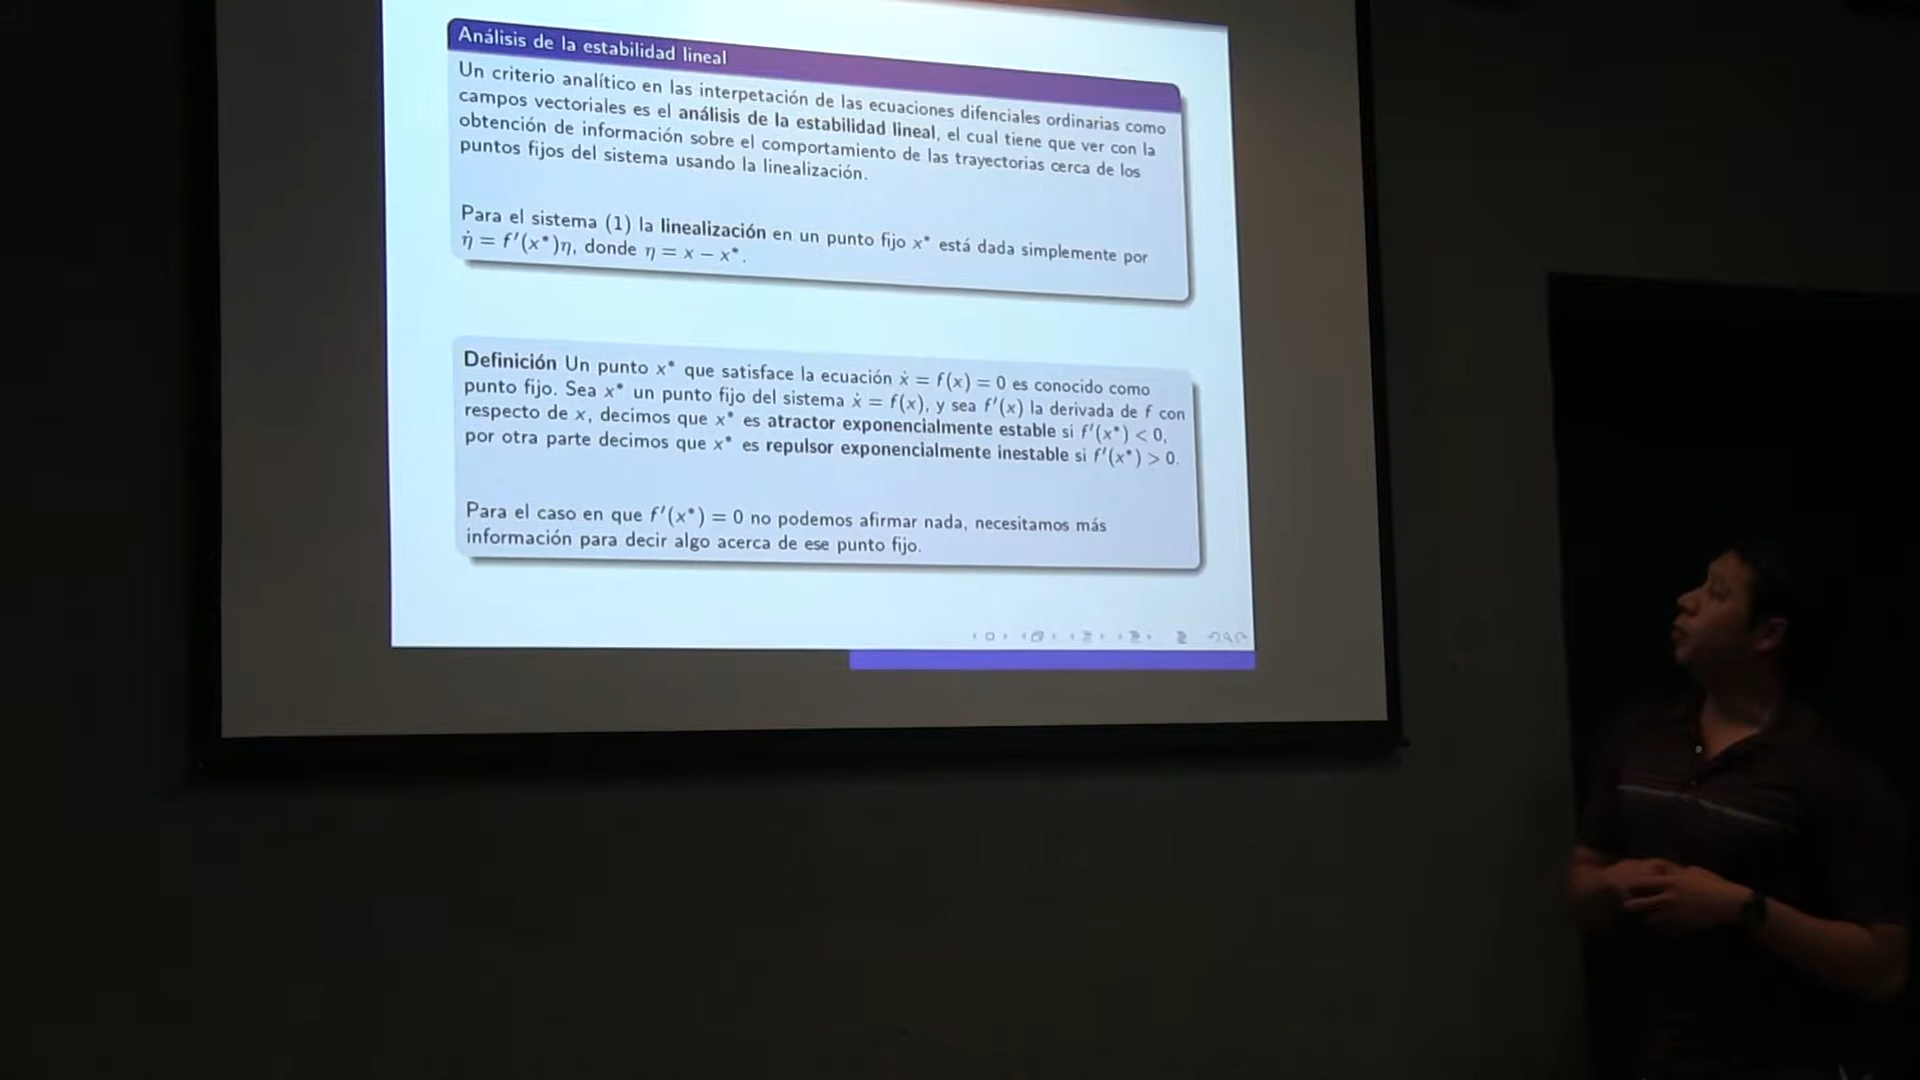 Análisis de la estabilidad lineal
Un criterio analítico en las interpetación de las ecuaciones difenciales ordinarias como
campos vectoriales es el análisis de la estabilidad lineal, el cual tiene que ver con la
obtención de información sobre el comportamiento de las trayectorias cerca de los
puntos fijos del sistema usando la linealización.
Para el sistema (1) la linealización en un punto fijo x* está dada simplemente por
η̇ = f′(x*)η, donde η = x − x*.
Definición Un punto x* que satisface la ecuación ẋ = f(x) = 0 es conocido como
punto fijo. Sea x* un punto fijo del sistema ẋ = f(x), y sea f′(x) la derivada de f con
respecto de x, decimos que x* es atractor exponencialmente estable si f′(x*) < 0,
por otra parte decimos que x* es repulsor exponencialmente inestable si f′(x*) > 0.
Para el caso en que f′(x*) = 0 no podemos afirmar nada, necesitamos más
información para decir algo acerca de ese punto fijo.